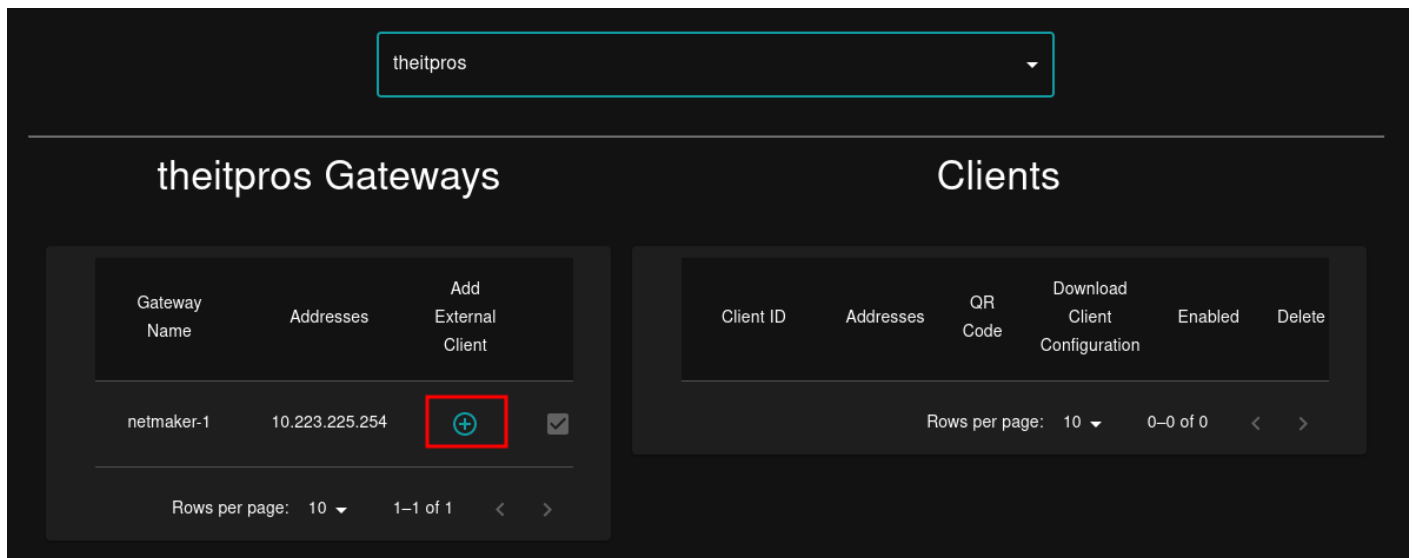 theitpros
theitpros Gateways
Clients
Gateway
Name
Addresses
Add
External
Client
netmaker-1
10.223.225.254
Rows per page: 10
1–1 of 1
Client ID
Addresses
QR
Code
Download
Client
Configuration
Enabled
Delete
Rows per page: 10
0–0 of 0